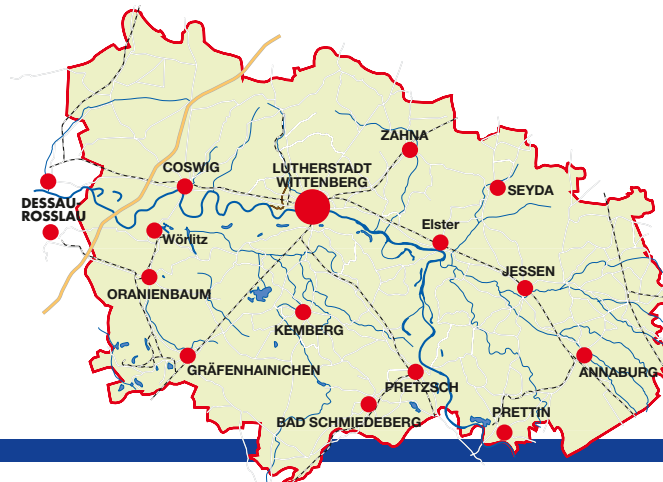 ZAHNA
COSWIG
LUTHERSTADT
WITTENBERG
SEYDA
DESSAU-
ROSSLAU
Elster
Wörlitz
JESSEN
ORANIENBAUM
KEMBERG
GRÄFENHAINICHEN
ANNABURG
PRETZSCH
PRETTIN
BAD SCHMIEDEBERG